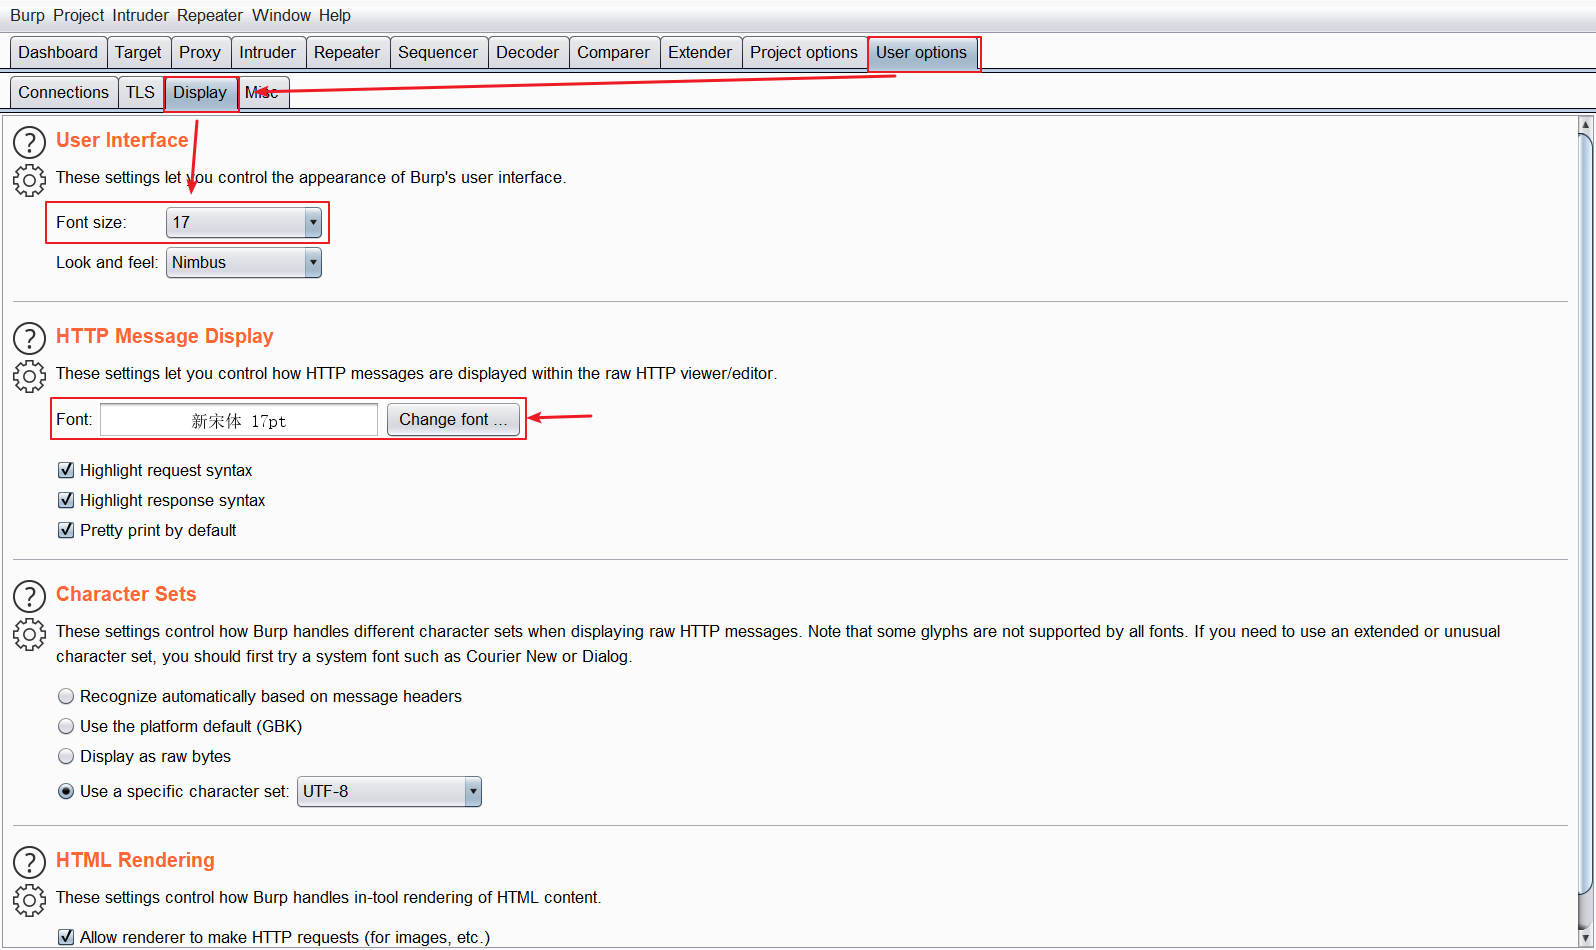 Burp Project Intruder Repeater Window Help
Dashboard Target Proxy Intruder Repeater Sequencer Decoder Comparer Extender Project options User options
Connections TLS Display Misc
User Interface
These settings let you control the appearance of Burp's user interface.
Font size: 17
Look and feel: Nimbus
HTTP Message Display
These settings let you control how HTTP messages are displayed within the raw HTTP viewer/editor.
Font: 新宋体 17pt Change font ...
Highlight request syntax
Highlight response syntax
Pretty print by default
Character Sets
These settings control how Burp handles different character sets when displaying raw HTTP messages. Note that some glyphs are not supported by all fonts. If you need to use an extended or unusual
character set, you should first try a system font such as Courier New or Dialog.
Recognize automatically based on message headers
Use the platform default (GBK)
Display as raw bytes
Use a specific character set: UTF-8
HTML Rendering
These settings control how Burp handles in-tool rendering of HTML content.
Allow renderer to make HTTP requests (for images, etc.)